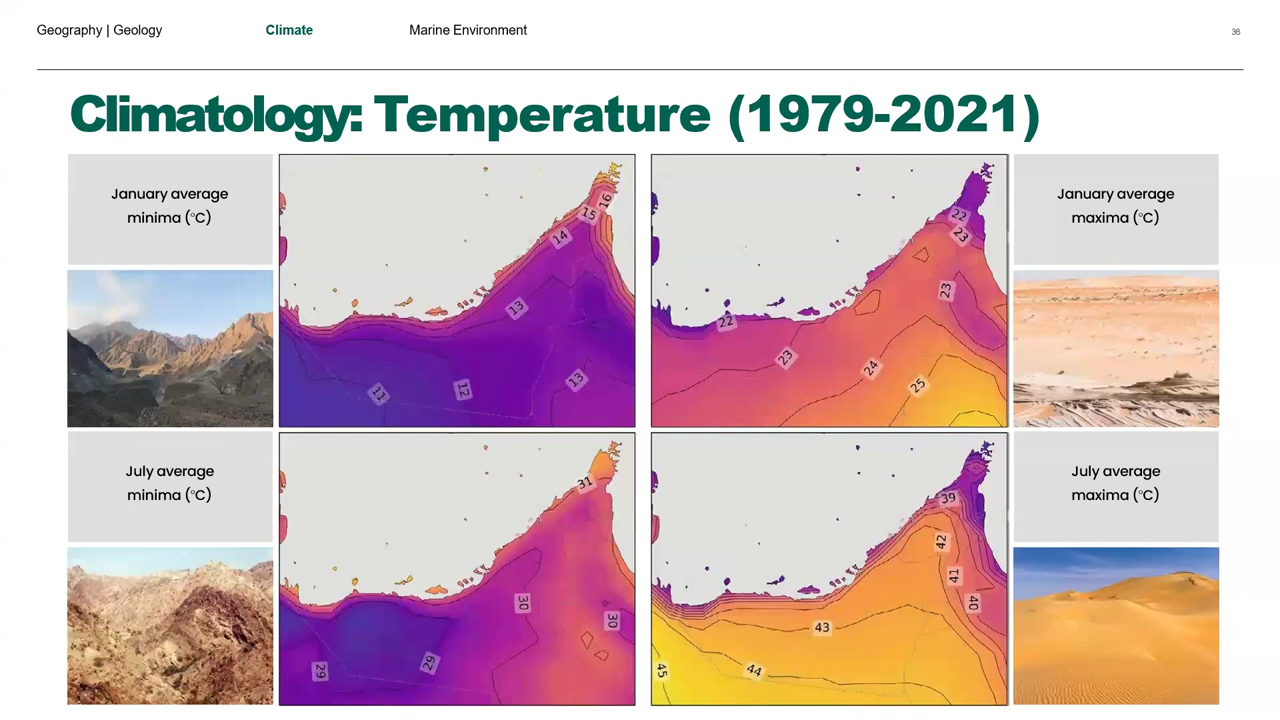 Geography | Geology Climate Marine Environment 36
Climatology: Temperature (1979-2021)
January average
minima (°C)
16
15
14
13
13
12
11
22
23
23
22
23
24
25
January average
maxima (°C)
July average
minima (°C)
31
30
30
29
29
39
42
41
40
43
44
45
July average
maxima (°C)